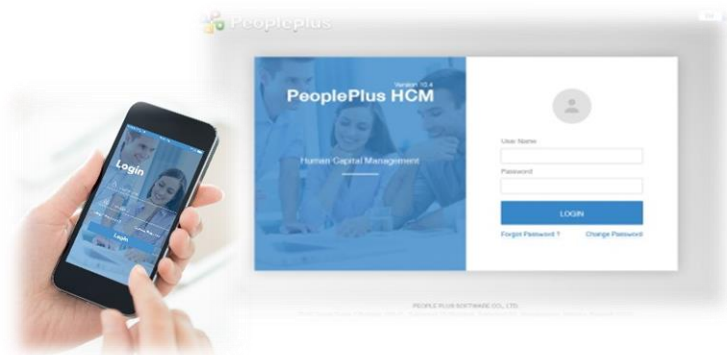 Peopleplus
Version 10.4
PeoplePlus HCM
Human Capital Management
User Name
Password
LOGIN
Forgot Password ?
Change Password
PEOPLE PLUS SOFTWARE CO., LTD
Login
Login